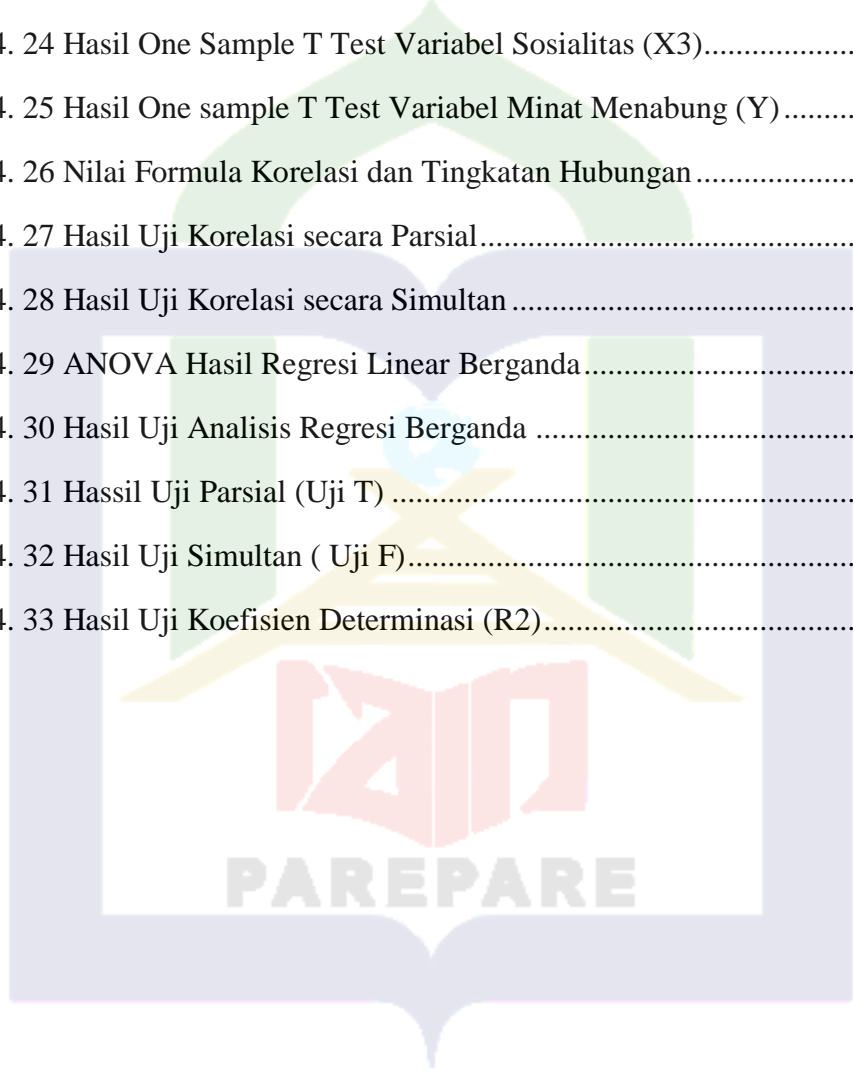 4. 24 Hasil One Sample T Test Variabel Sosialitas (X3)....................
4. 25 Hasil One sample T Test Variabel Minat Menabung (Y).........
4. 26 Nilai Formula Korelasi dan Tingkatan Hubungan....................
4. 27 Hasil Uji Korelasi secara Parsial..................................................
4. 28 Hasil Uji Korelasi secara Simultan.............................................
4. 29 ANOVA Hasil Regresi Linear Berganda...................................
4. 30 Hasil Uji Analisis Regresi Berganda ..........................................
4. 31 Hassil Uji Parsial (Uji T) ............................................................
4. 32 Hasil Uji Simultan ( Uji F)..........................................................
4. 33 Hasil Uji Koefisien Determinasi (R2).........................................
iain
PAREPARE